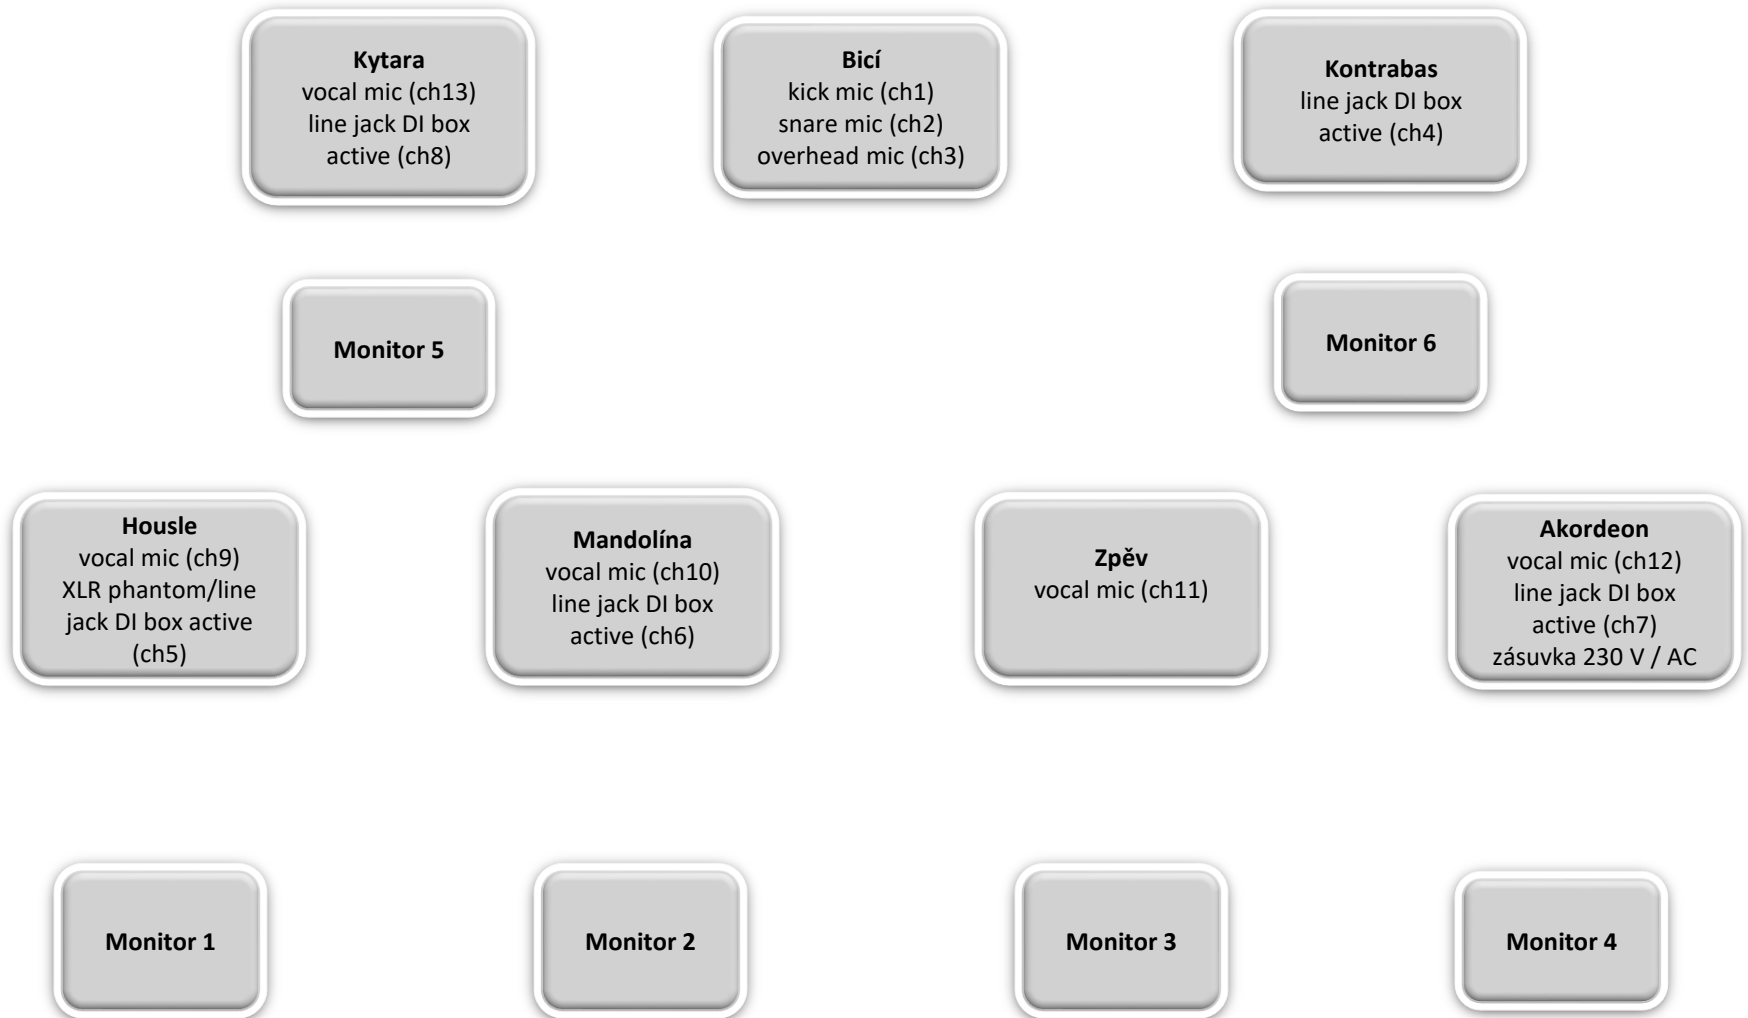 Kytara
vocal mic (ch13)
line jack DI box
active (ch8)
Bicí
kick mic (ch1)
snare mic (ch2)
overhead mic (ch3)
Kontrabas
line jack DI box
active (ch4)
Monitor 5
Monitor 6
Housle
vocal mic (ch9)
XLR phantom/line
jack DI box active
(ch5)
Mandolína
vocal mic (ch10)
line jack DI box
active (ch6)
Zpěv
vocal mic (ch11)
Akordeon
vocal mic (ch12)
line jack DI box
active (ch7)
zásuvka 230 V / AC
Monitor 1
Monitor 2
Monitor 3
Monitor 4